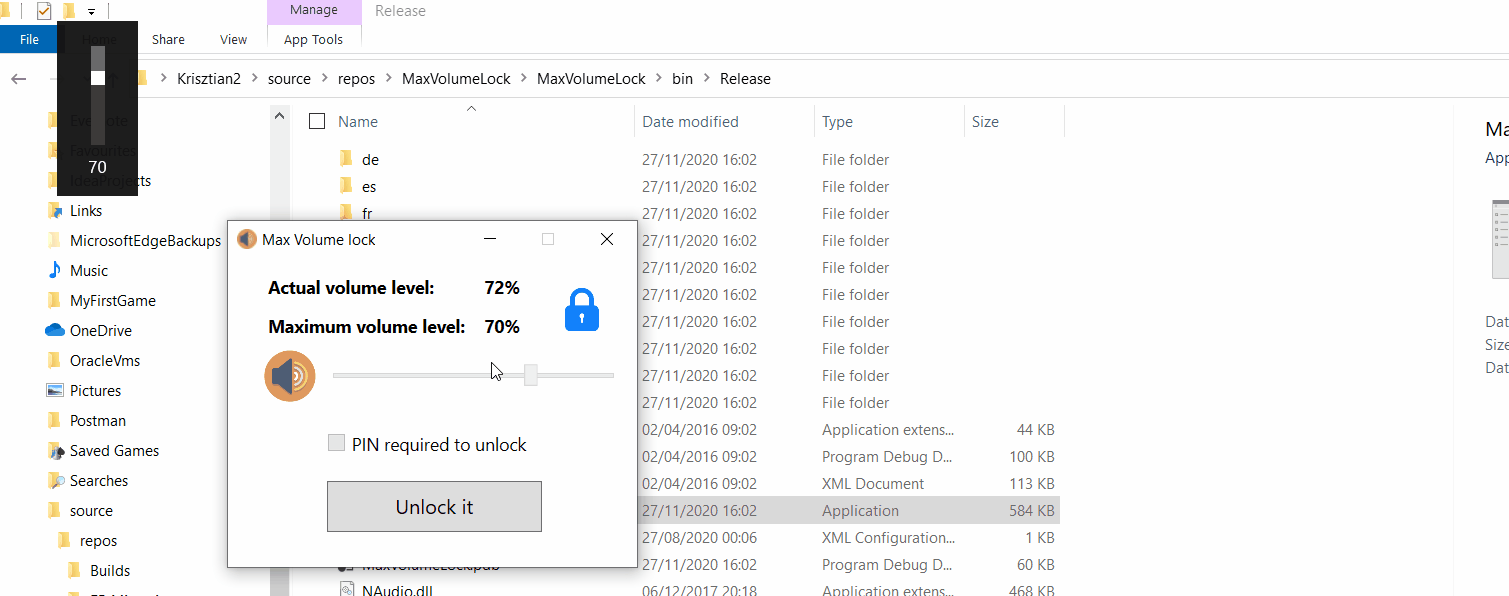 Manage
Release
File
Home
Share
View
App Tools
Krisztian2 > source > repos > MaxVolumeLock > MaxVolumeLock > bin > Release
70
Name
Date modified
Type
Size
de
27/11/2020 16:02
File folder
es
27/11/2020 16:02
File folder
fr
27/11/2020 16:02
File folder
27/11/2020 16:02
File folder
27/11/2020 16:02
File folder
27/11/2020 16:02
File folder
27/11/2020 16:02
File folder
27/11/2020 16:02
File folder
27/11/2020 16:02
File folder
27/11/2020 16:02
File folder
02/04/2016 09:02
Application extens...
44 KB
02/04/2016 09:02
Program Debug D...
100 KB
02/04/2016 09:02
XML Document
113 KB
27/11/2020 16:02
Application
584 KB
27/08/2020 00:06
XML Configuration...
1 KB
MaxVolumeLock.pdb
27/11/2020 16:02
Program Debug D...
60 KB
NAudio.dll
06/12/2017 20:18
Application extens...
468 KB
Evernote
Favourites
IdeaProjects
Links
MicrosoftEdgeBackups
Music
MyFirstGame
OneDrive
OracleVms
Pictures
Postman
Saved Games
Searches
source
repos
Builds
Max Volume lock
Actual volume level: 72%
Maximum volume level: 70%
PIN required to unlock
Unlock it
Ma
App
Dat
Size
Dat